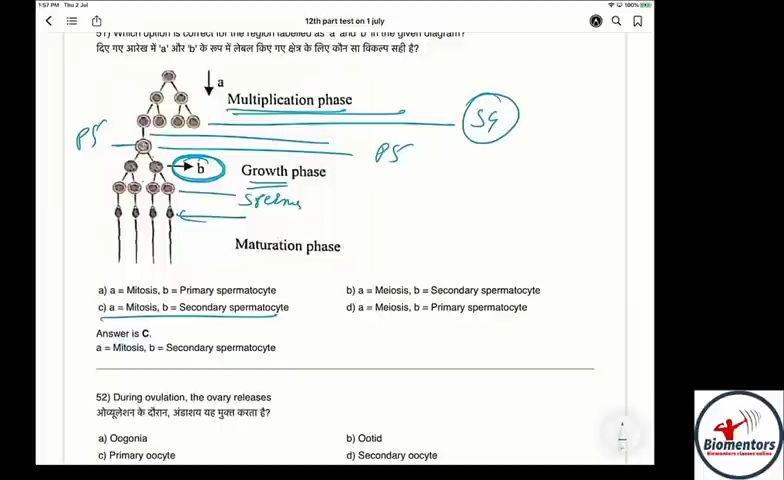 1:57 PM Thu 2 Jul
100%
12th part test on 1 july
51) Which option is correct for the region labelled as 'a' and 'b' in the given diagram?
दिए गए आरेख में 'a' और 'b' के रूप में लेबल किए गए क्षेत्र के लिए कौन सा विकल्प सही है?
a
Multiplication phase
SG
PS
PS
b
Growth phase
Maturation phase
a) a = Mitosis, b = Primary spermatocyte
b) a = Meiosis, b = Secondary spermatocyte
c) a = Mitosis, b = Secondary spermatocyte
d) a = Meiosis, b = Primary spermatocyte
Answer is C.
a = Mitosis, b = Secondary spermatocyte
52) During ovulation, the ovary releases
ओव्यूलेशन के दौरान, अंडाशय यह मुक्त करता है?
a) Oogonia
b) Ootid
c) Primary oocyte
d) Secondary oocyte
Biomentors
Biomentors classes online